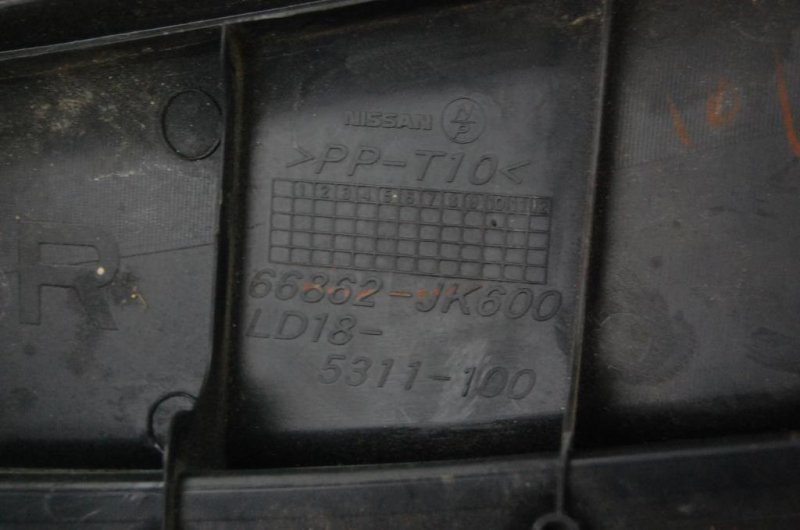 NISSAN N/P
>PP-T10<
1 2 3 4 5 6 7 8 9 10 11 12
R
66862-JK600
LD18-
5311-100